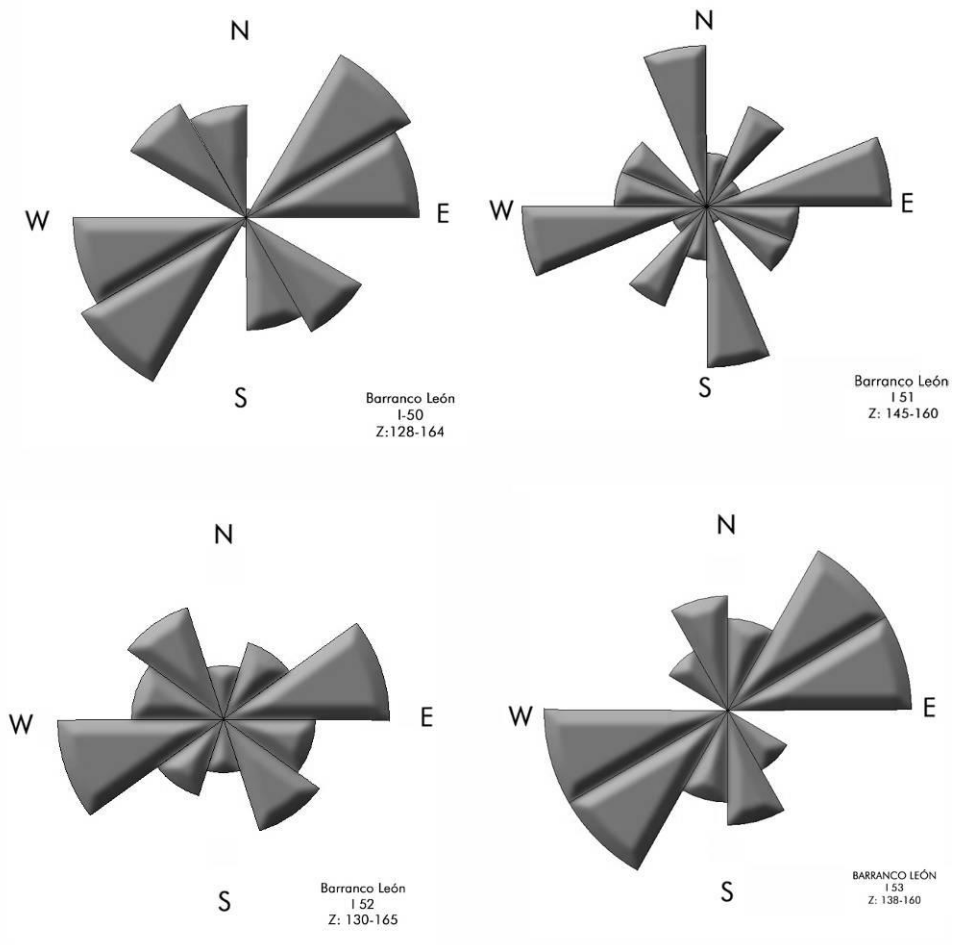 N
W
E
S
Barranco León
I-50
Z:128-164
N
W
E
S
Barranco León
I 51
Z: 145-160
N
W
E
S
Barranco León
I 52
Z: 130-165
N
W
E
S
BARRANCO LEÓN
I 53
Z: 138-160